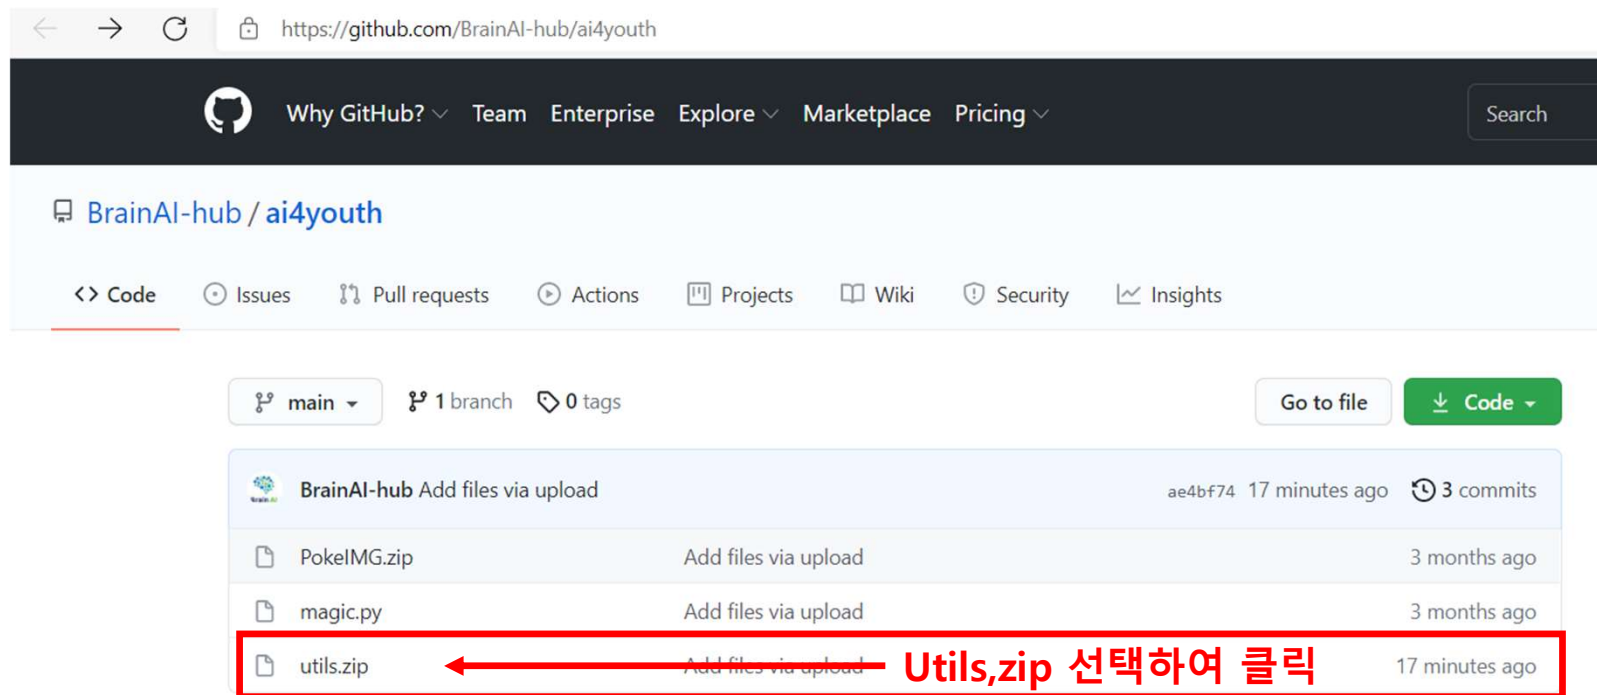 https://github.com/BrainAI-hub/ai4youth
Why GitHub? Team Enterprise Explore Marketplace Pricing Search
BrainAI-hub / ai4youth
<> Code Issues Pull requests Actions Projects Wiki Security Insights
main 1 branch 0 tags Go to file Code
BrainAI-hub Add files via upload ae4bf74 17 minutes ago 3 commits
PokeIMG.zip Add files via upload 3 months ago
magic.py Add files via upload 3 months ago
utils.zip Add files via upload Utils,zip 선택하여 클릭 17 minutes ago